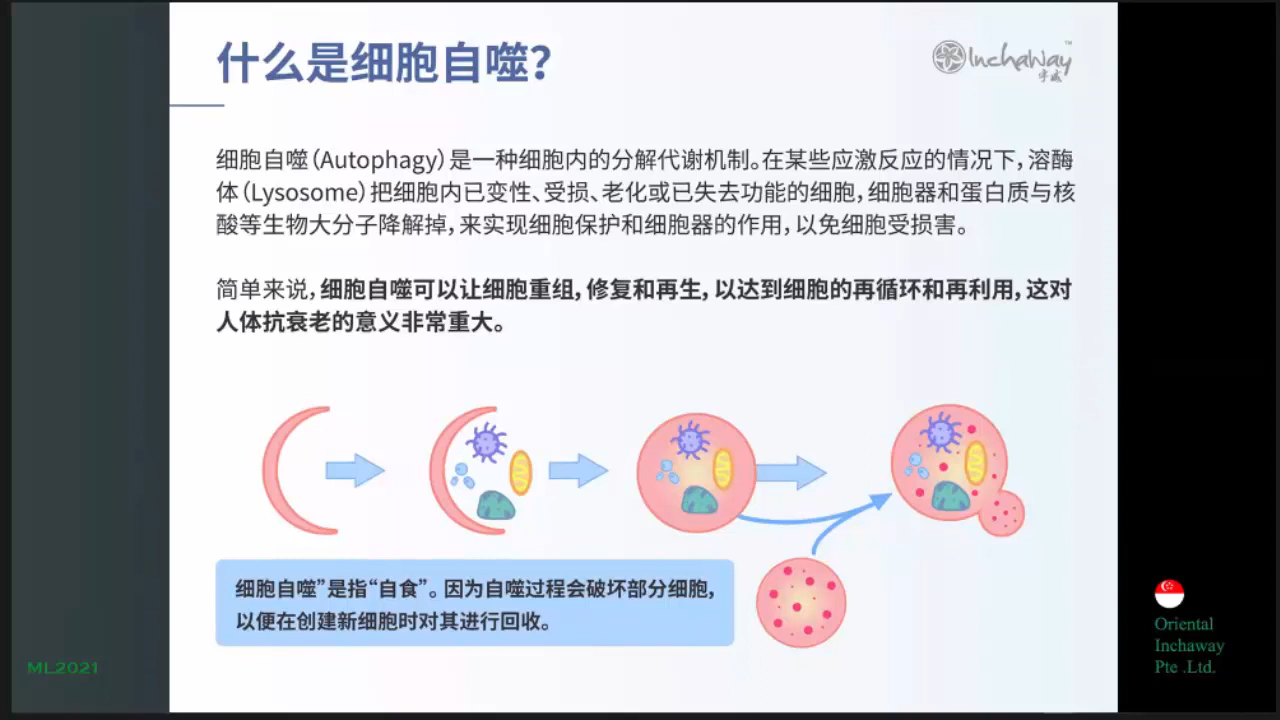 什么是细胞自噬?
InchaWay
TM
宇威
细胞自噬(Autophagy)是一种细胞内的分解代谢机制。在某些应激反应的情况下,溶酶
体(Lysosome)把细胞内已变性、受损、老化或已失去功能的细胞,细胞器和蛋白质与核
酸等生物大分子降解掉,来实现细胞保护和细胞器的作用,以免细胞受损害。
简单来说,细胞自噬可以让细胞重组,修复和再生,以达到细胞的再循环和再利用,这对
人体抗衰老的意义非常重大。
细胞自噬”是指“自食”。因为自噬过程会破坏部分细胞,
以便在创建新细胞时对其进行回收。
ML2021
Oriental
Inchaway
Pte .Ltd.